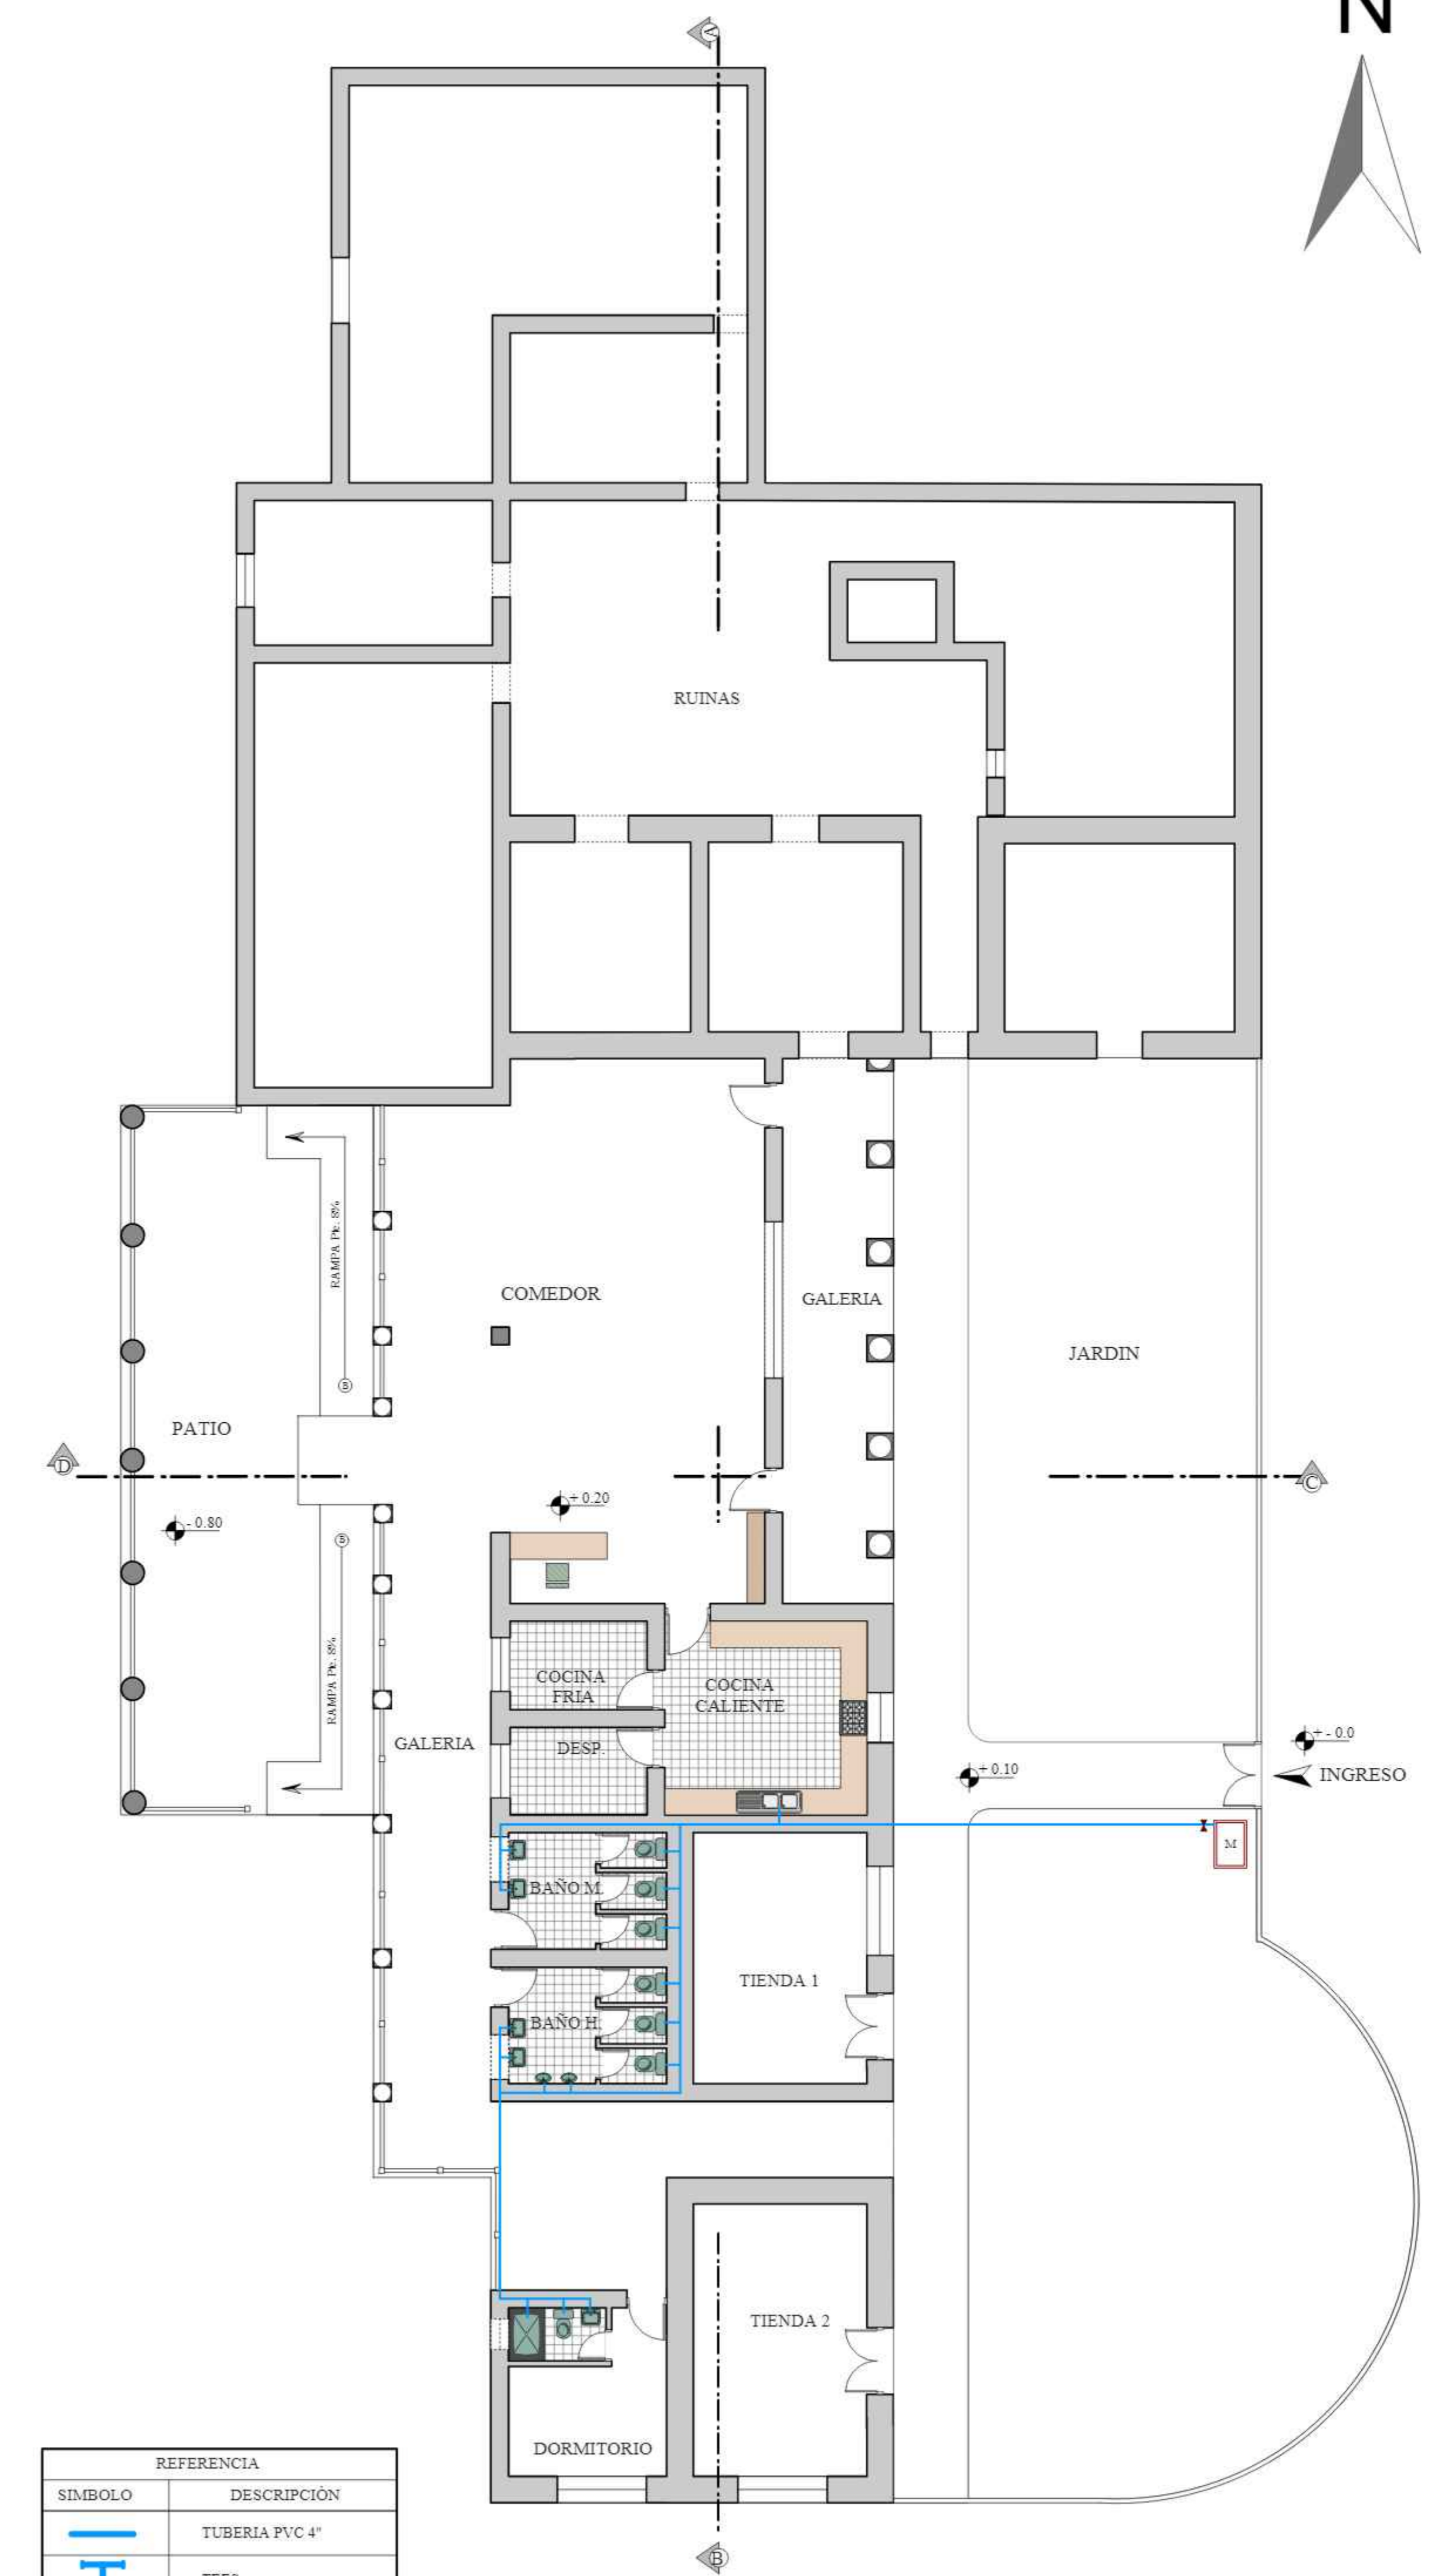 N
A
RUINAS
RAMPA Pte. 8%
COMEDOR
GALERIA
JARDIN
B
PATIO
D
C
+ 0.20
- 0.80
B
RAMPA Pte. 8%
COCINA
FRIA
COCINA
CALIENTE
GALERIA
DESP.
+ - 0.0
+ 0.10
INGRESO
M
BAÑO M.
TIENDA 1
BAÑO H.
TIENDA 2
DORMITORIO
REFERENCIA
SIMBOLO
DESCRIPCIÒN
TUBERIA PVC 4"
B